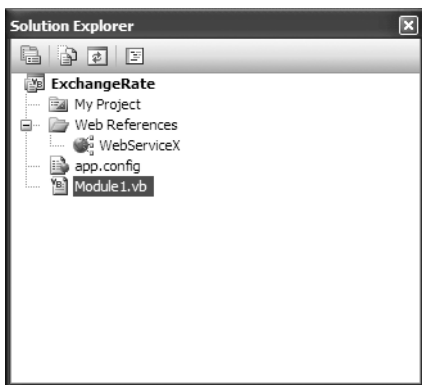 Solution Explorer
ExchangeRate
My Project
Web References
WebServiceX
app.config
Module1.vb